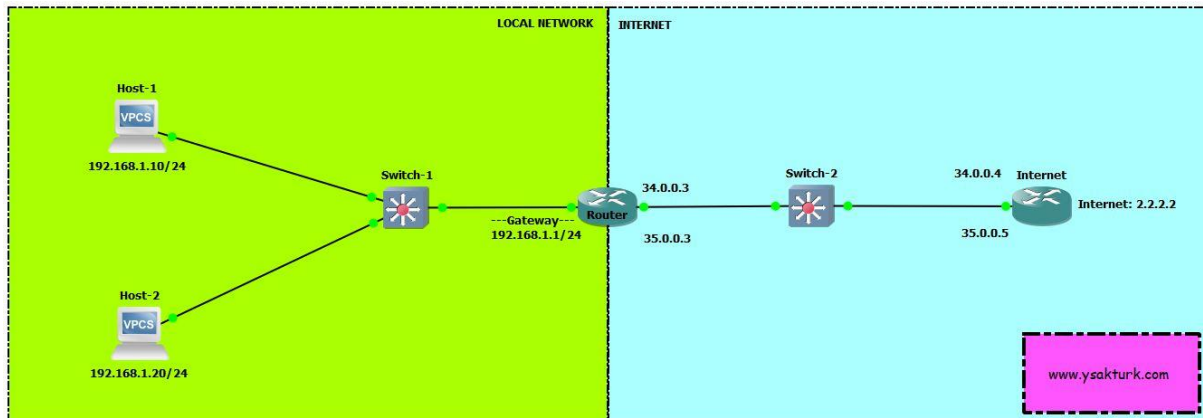 LOCAL NETWORK
INTERNET
Host-1
VPCS
192.168.1.10/24
Switch-1
---Gateway---
192.168.1.1/24
Router
34.0.0.3
35.0.0.3
Switch-2
34.0.0.4
Internet
Internet: 2.2.2.2
35.0.0.5
Host-2
VPCS
192.168.1.20/24
www.ysakturk.com